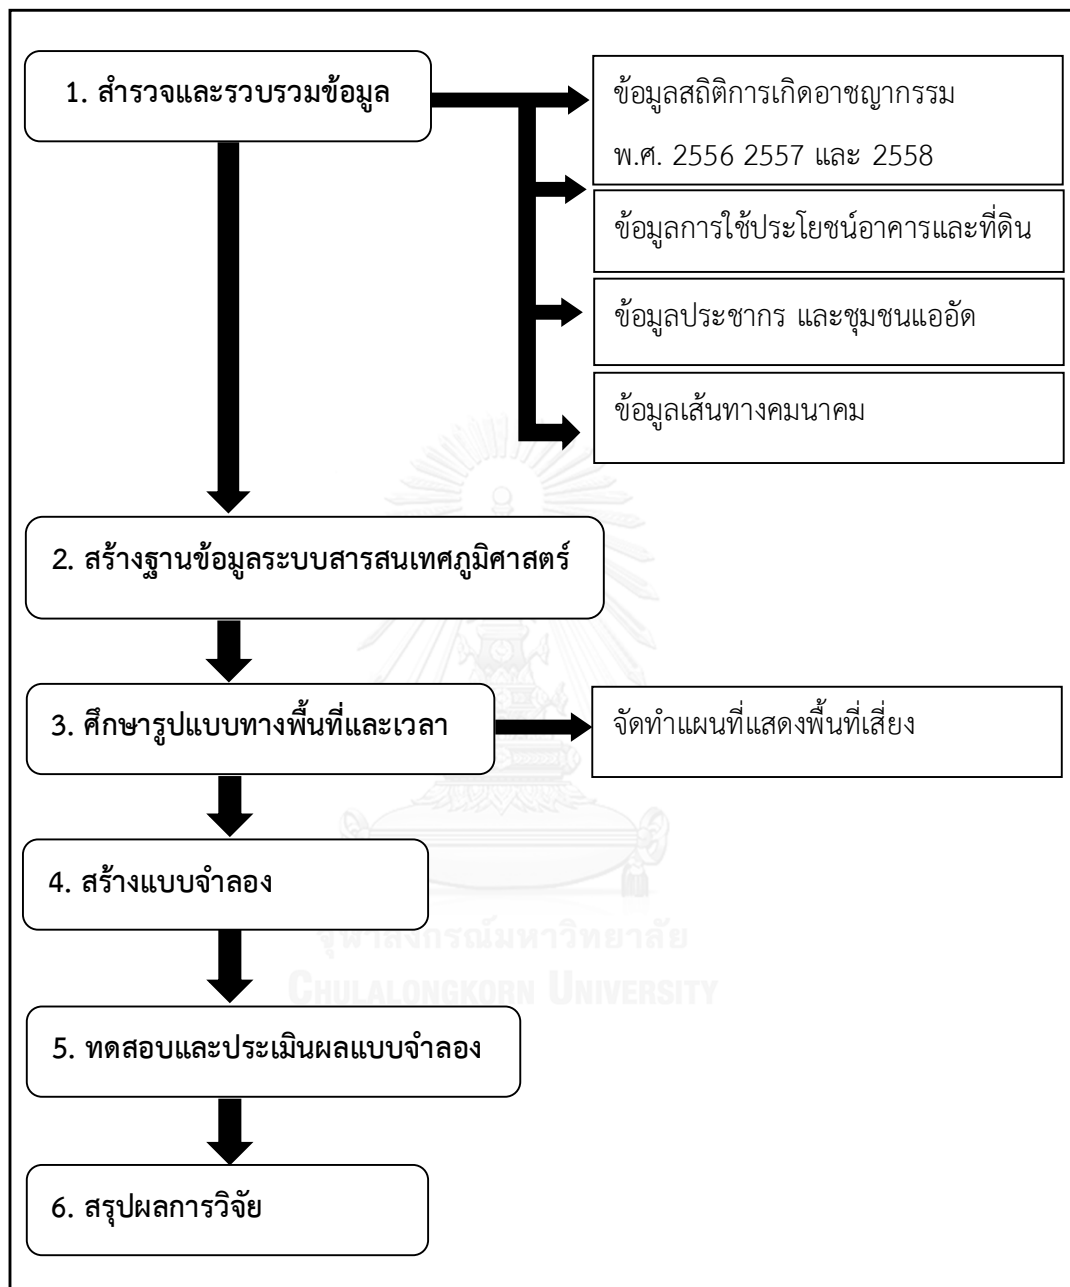 1. สำรวจและรวบรวมข้อมูล
ข้อมูลสถิติการเกิดอาชญากรรม
พ.ศ. 2556 2557 และ 2558
ข้อมูลการใช้ประโยชน์อาคารและที่ดิน
ข้อมูลประชากร และชุมชนแออัด
ข้อมูลเส้นทางคมนาคม
2. สร้างฐานข้อมูลระบบสารสนเทศภูมิศาสตร์
3. ศึกษารูปแบบทางพื้นที่และเวลา
จัดทำแผนที่แสดงพื้นที่เสี่ยง
4. สร้างแบบจำลอง
จุฬาลงกรณ์มหาวิทยาลัย
CHULALONGKORN UNIVERSITY
5. ทดสอบและประเมินผลแบบจำลอง
6. สรุปผลการวิจัย